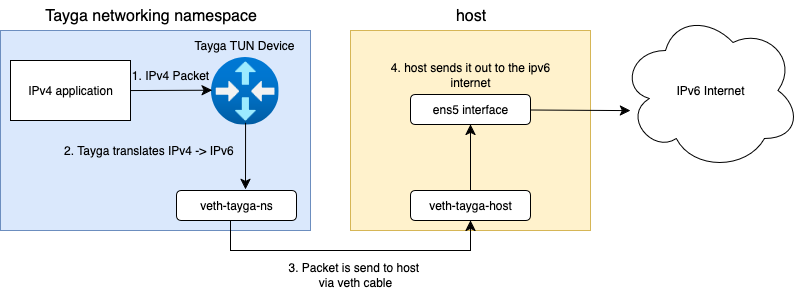 Tayga networking namespace
host
Tayga TUN Device
IPv4 application
1. IPv4 Packet
2. Tayga translates IPv4 -> IPv6
veth-tayga-ns
3. Packet is send to host
via veth cable
4. host sends it out to the ipv6
internet
ens5 interface
veth-tayga-host
IPv6 Internet